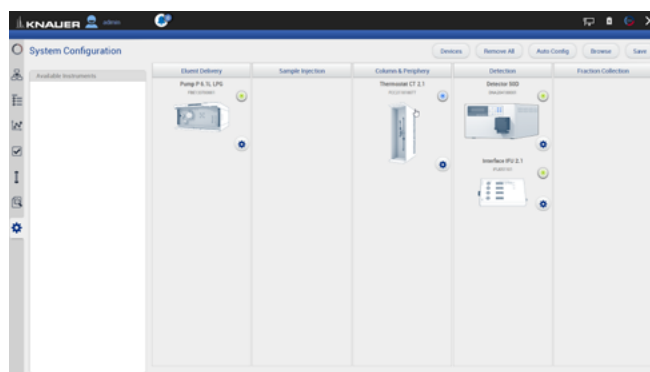 KNAUER admin
System Configuration
Devices Remove All Auto Config Browse Save
Available Instruments
Eluent Delivery
Sample Injection
Column & Periphery
Detection
Fraction Collection
Pump P 6.1L LPG
Thermostat CT 2.1
Detector 50D
Interface IFU 2.1